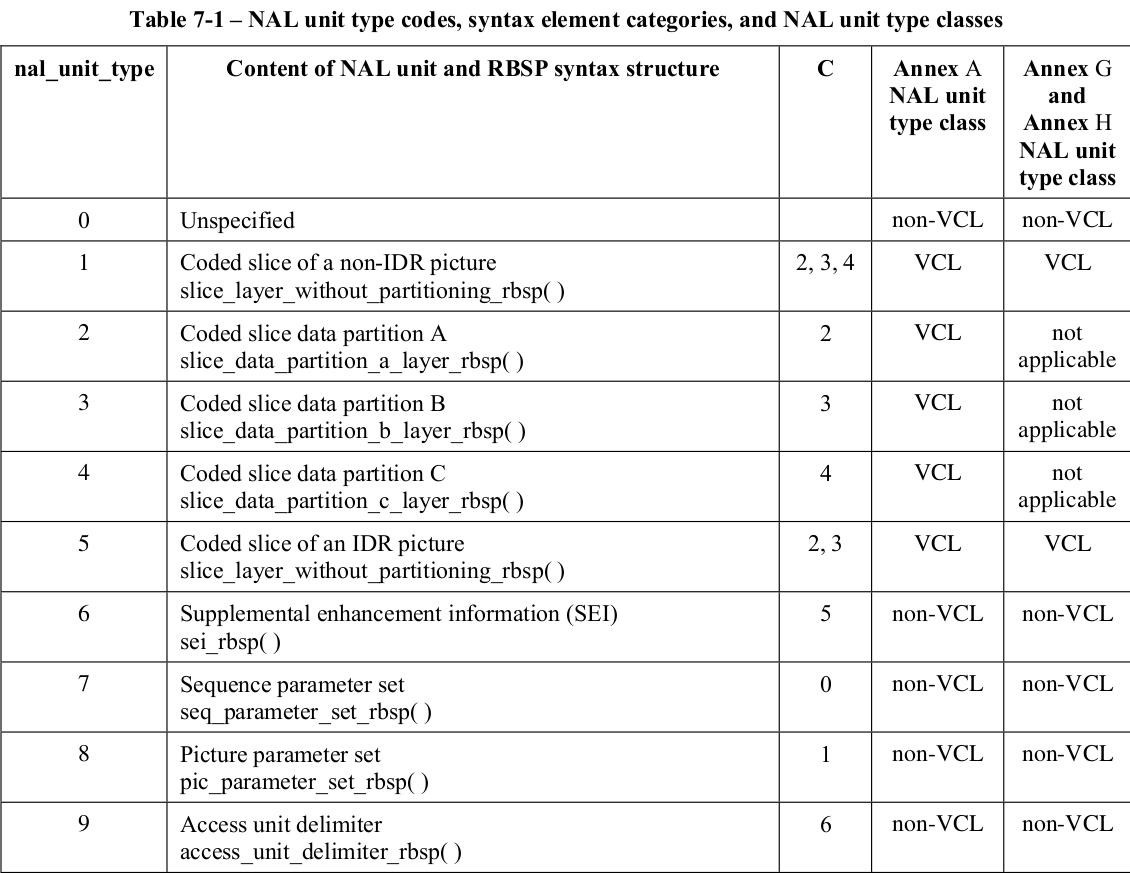 Table 7-1 – NAL unit type codes, syntax element categories, and NAL unit type classes
nal_unit_type Content of NAL unit and RBSP syntax structure C Annex A NAL unit type class Annex G and Annex H NAL unit type class
0 Unspecified non-VCL non-VCL
1 Coded slice of a non-IDR picture 2, 3, 4 VCL VCL
slice_layer_without_partitioning_rbsp( )
2 Coded slice data partition A 2 VCL not applicable
slice_data_partition_a_layer_rbsp( )
3 Coded slice data partition B 3 VCL not applicable
slice_data_partition_b_layer_rbsp( )
4 Coded slice data partition C 4 VCL not applicable
slice_data_partition_c_layer_rbsp( )
5 Coded slice of an IDR picture 2, 3 VCL VCL
slice_layer_without_partitioning_rbsp( )
6 Supplemental enhancement information (SEI) 5 non-VCL non-VCL
sei_rbsp( )
7 Sequence parameter set 0 non-VCL non-VCL
seq_parameter_set_rbsp( )
8 Picture parameter set 1 non-VCL non-VCL
pic_parameter_set_rbsp( )
9 Access unit delimiter 6 non-VCL non-VCL
access_unit_delimiter_rbsp( )